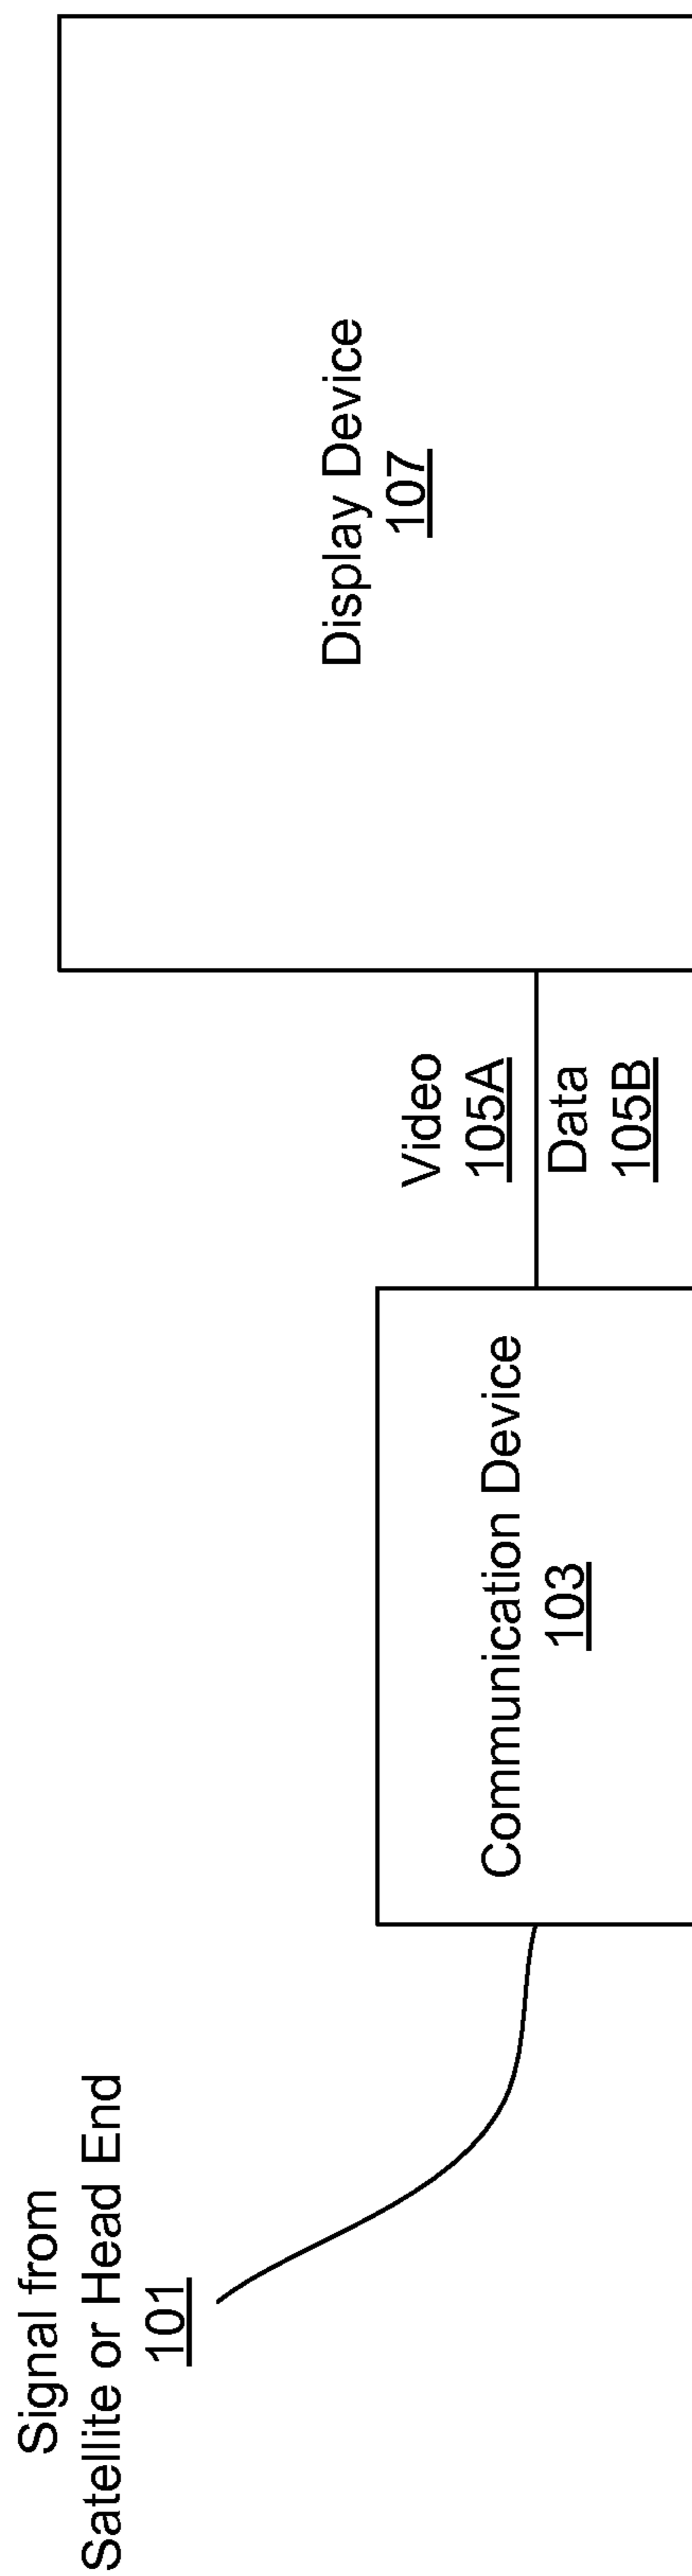 Signal from
Satellite or Head End
101
Communication Device
103
Video
105A
Data
105B
Display Device
107